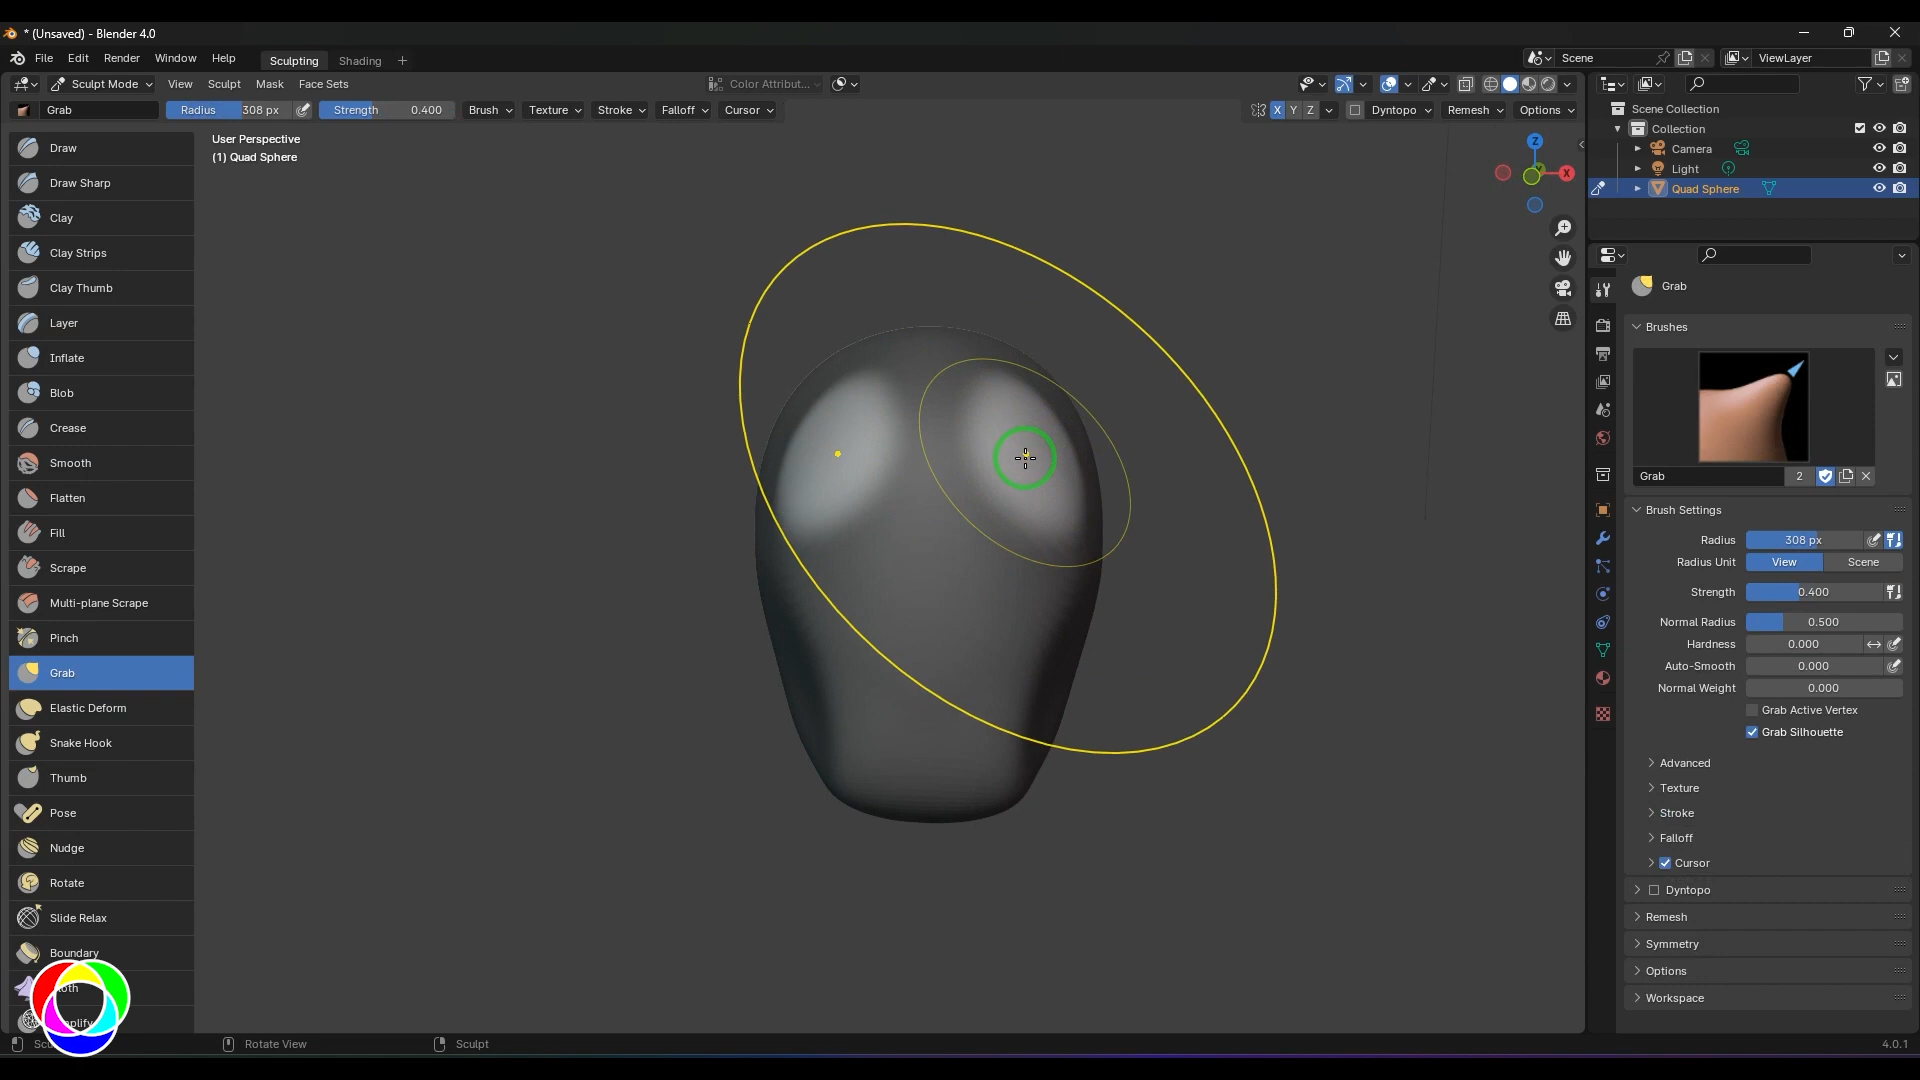 * (Unsaved) - Blender 4.0
File Edit Render Window Help Sculpting Shading + Scene ViewLayer
Sculpt Mode View Sculpt Mask Face Sets Color Attribut...
Grab Radius 308 px Strength 0.400 Brush Texture Stroke Falloff Cursor X Y Z Dyntopo Remesh Options
User Perspective
(1) Quad Sphere
Z
X
Draw
Draw Sharp
Clay
Clay Strips
Clay Thumb
Layer
Inflate
Blob
Crease
Smooth
Flatten
Fill
Scrape
Multi-plane Scrape
Pinch
Grab
Elastic Deform
Snake Hook
Thumb
Pose
Nudge
Rotate
Slide Relax
Boundary
Scene Collection
Collection
Camera
Light
Quad Sphere
Grab
Brushes
Grab 2
Brush Settings
Radius 308 px
Radius Unit View Scene
Strength 0.400
Normal Radius 0.500
Hardness 0.000
Auto-Smooth 0.000
Normal Weight 0.000
Grab Active Vertex
Grab Silhouette
Advanced
Texture
Stroke
Falloff
Cursor
Dyntopo
Remesh
Symmetry
Options
Workspace
Rotate View Sculpt 4.0.1